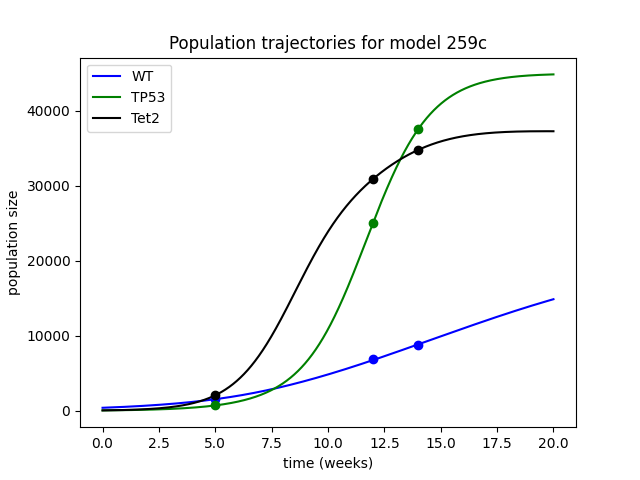 Population trajectories for model 259c
WT
TP53
Tet2
population size
40000
30000
20000
10000
0
0.0 2.5 5.0 7.5 10.0 12.5 15.0 17.5 20.0
time (weeks)